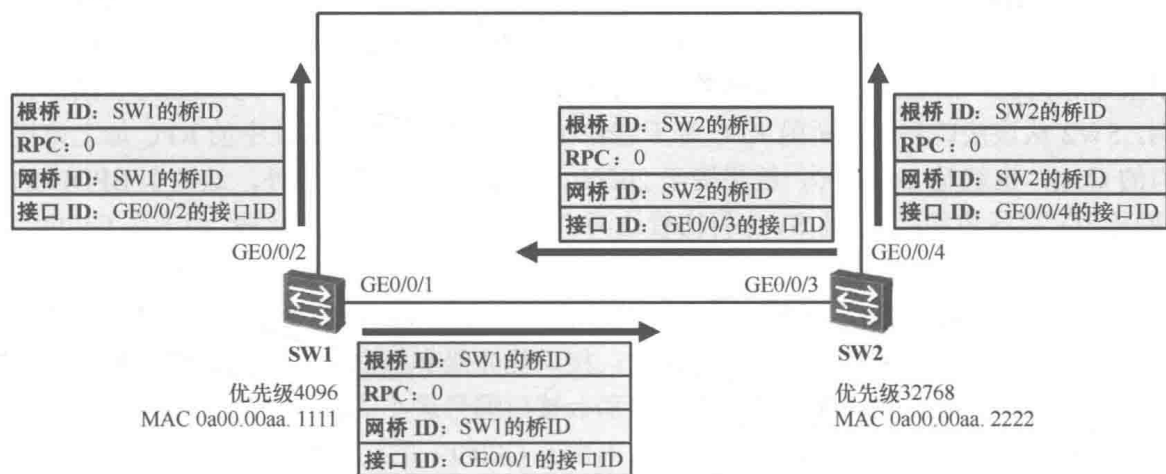 根桥 ID：SW1的桥ID
RPC：0
网桥 ID：SW1的桥ID
接口 ID：GE0/0/2的接口ID
根桥 ID：SW2的桥ID
RPC：0
网桥 ID：SW2的桥ID
接口 ID：GE0/0/3的接口ID
根桥 ID：SW2的桥ID
RPC：0
网桥 ID：SW2的桥ID
接口 ID：GE0/0/4的接口ID
GE0/0/2
GE0/0/4
GE0/0/1
GE0/0/3
SW1
优先级4096
MAC 0a00.00aa. 1111
根桥 ID：SW1的桥ID
RPC：0
网桥 ID：SW1的桥ID
接口 ID：GE0/0/1的接口ID
SW2
优先级32768
MAC 0a00.00aa. 2222